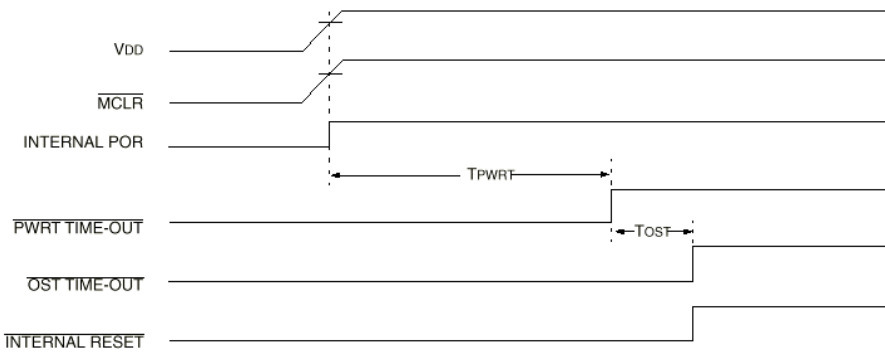 VDD
MCLR
INTERNAL POR
TPWRT
PWRT TIME-OUT
TOST
OST TIME-OUT
INTERNAL RESET